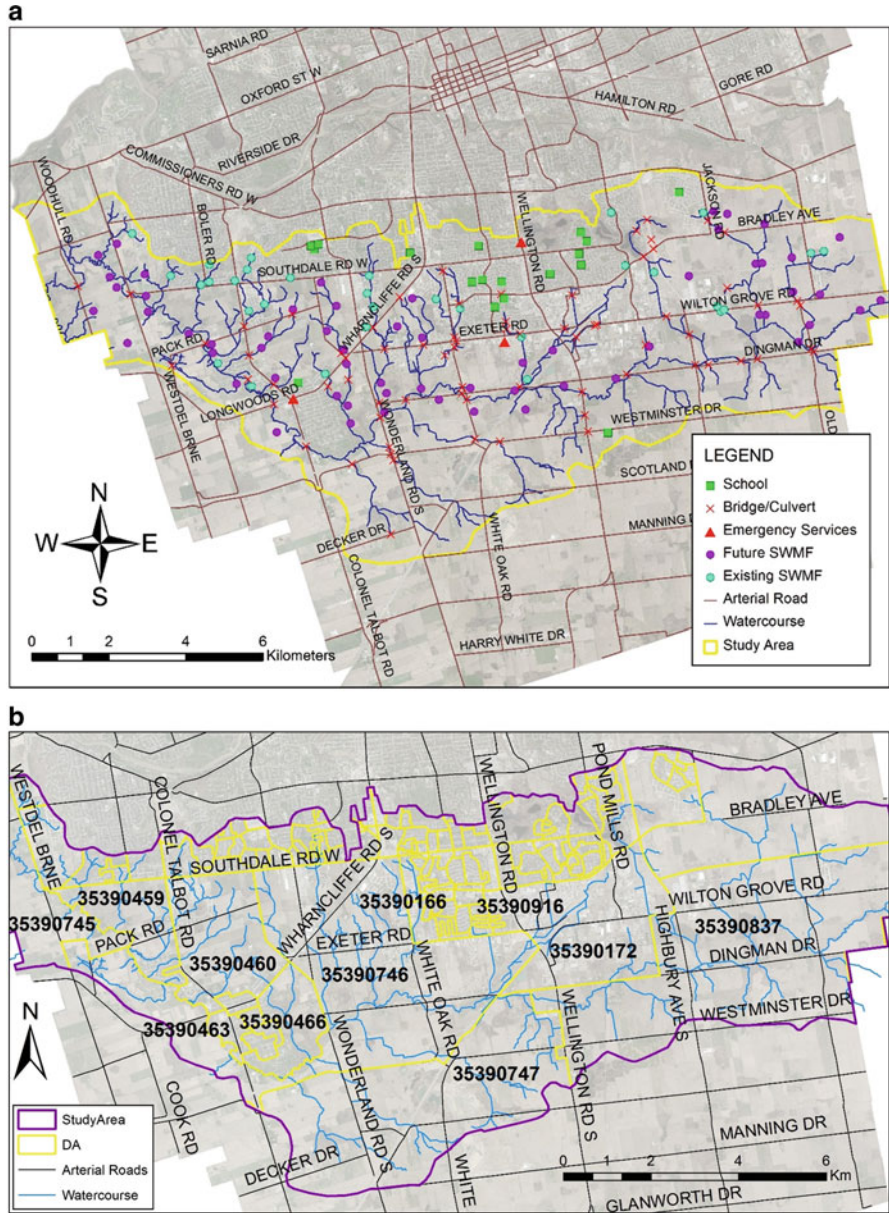 a
SARNIA RD
OXFORD ST W
GORE RD
HAMILTON RD
RIVERSIDE DR
COMMISSIONERS RD W
WOODHULL RD
BOLER RD
WELLINGTON RD
JACKSON RD
BRADLEY AVE
SOUTHDALE RD W
WHARNCLIFFE RD S
WILTON GROVE RD
EXETER RD
PACK RD
DINGMAN DR
WESTDEL BRNE
LONGWOODS RD
WONDERLAND RD S
WESTMINSTER DR
OLD
SCOTLAND
MANNING
DECKER DR
WHITE OAK RD
COLONEL TALBOT RD
HARRY WHITE DR
N
W E
S
0 1 2 4 6
Kilometers
LEGEND
School
Bridge/Culvert
Emergency Services
Future SWMF
Existing SWMF
Arterial Road
Watercourse
Study Area
b
WESTDEL BRNE
COLONEL TALBOT RD
WELLINGTON RD
POND MILLS RD
BRADLEY AVE
SOUTHDALE RD W
WHARNCLIFFE RD S
WILTON GROVE RD
35390459
35390166
35390916
35390745
PACK RD
EXETER RD
35390837
35390460
35390746
35390172
HIGHBURY AVE S
DINGMAN DR
WHITE OAK RD
35390463
35390466
WESTMINSTER DR
WONDERLAND RD S
35390747
WELLINGTON RD S
COOK RD
DECKER DR
WHITE
MANNING DR
GLANWORTH DR
N
StudyArea
DA
Arterial Roads
Watercourse
0 1 2 4 6
Km